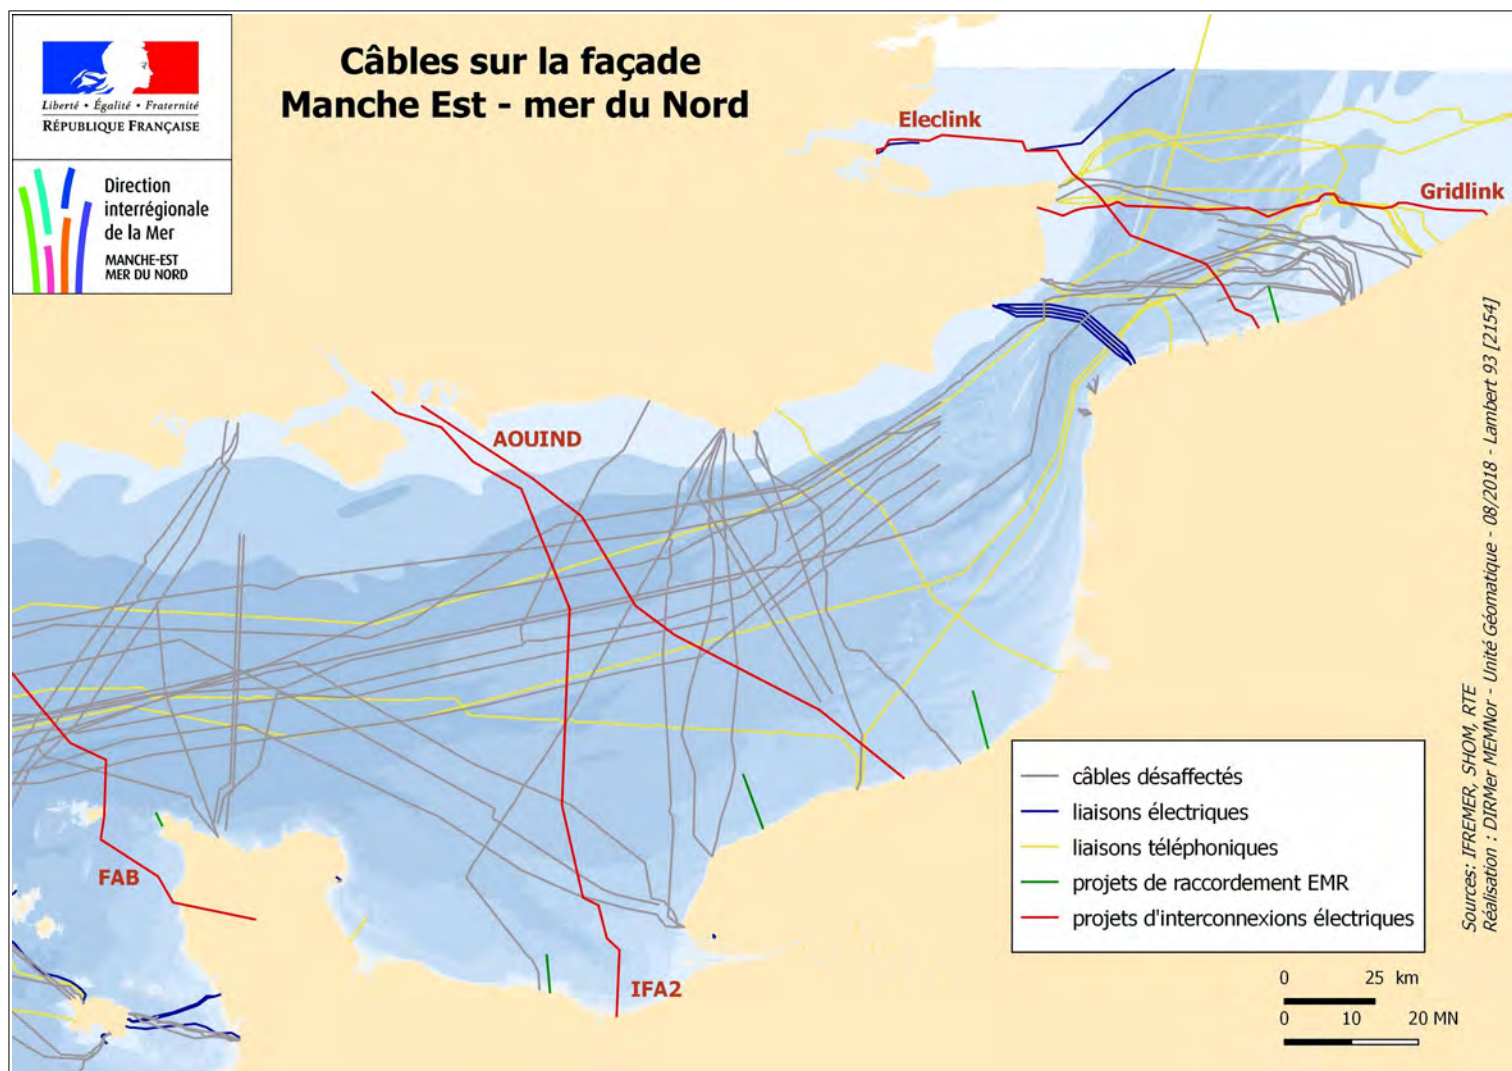 Câbles sur la façade
Manche Est - mer du Nord
Liberté • Égalité • Fraternité
RÉPUBLIQUE FRANÇAISE
Direction
interrégionale
de la Mer
MANCHE-EST
MER DU NORD
Eleclink
Gridlink
AOUIND
FAB
IFA2
câbles désaffectés
liaisons électriques
liaisons téléphoniques
projets de raccordement EMR
projets d'interconnexions électriques
0 25 km
0 10 20 MN
Sources: IFREMER, SHOM, RTE
Réalisation : DIRMer MEMNor - Unité Géomatique - 08/2018 - Lambert 93 [2154]